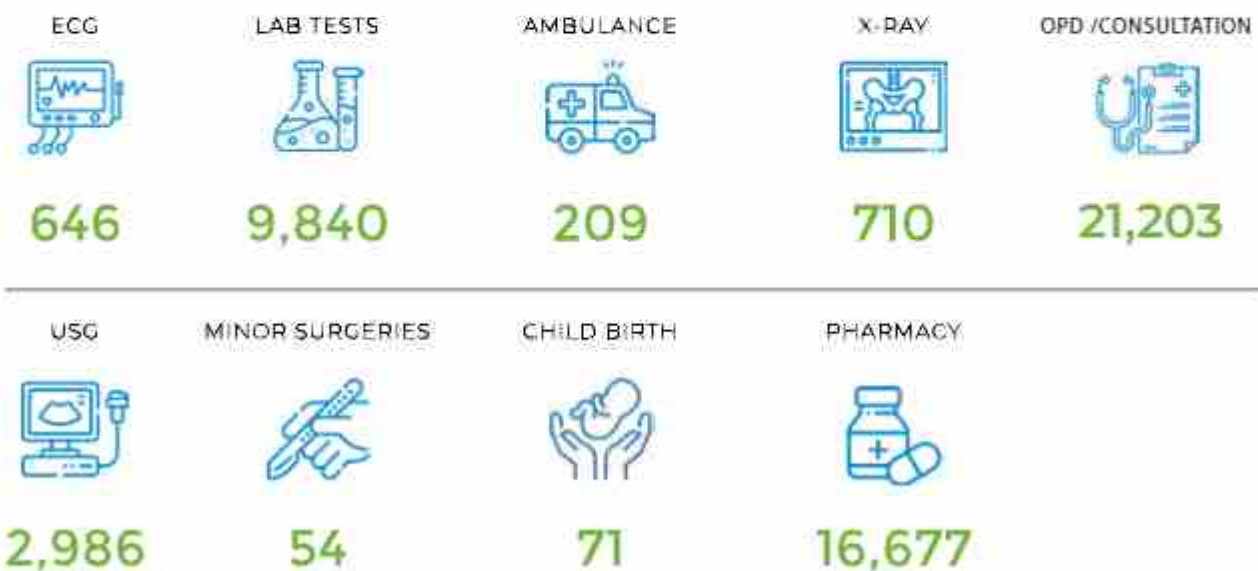 ECG LAB TESTS AMBULANCE X-RAY OPD /CONSULTATION
646 9,840 209 710 21,203
USG MINOR SURGERIES CHILD BIRTH PHARMACY
2,986 54 71 16,677